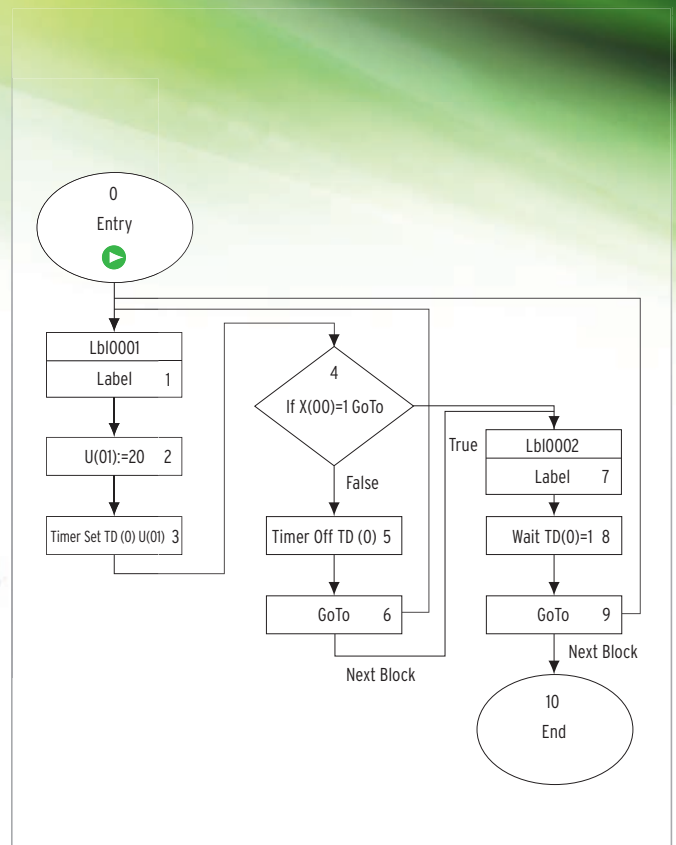 0
Entry
Lbl0001
Label 1
U(01):=20 2
Timer Set TD (0) U(01) 3
4
If X(00)=1 GoTo
False
Timer Off TD (0) 5
GoTo 6
Next Block
True
Lbl0002
Label 7
Wait TD(0)=1 8
GoTo 9
Next Block
10
End